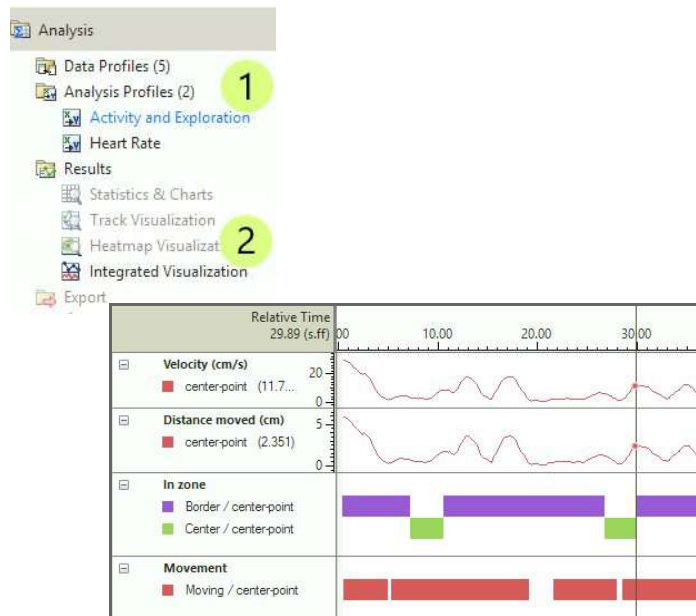 Analysis
Data Profiles (5)
1
Analysis Profiles (2)
Activity and Exploration
Heart Rate
Results
Statistics & Charts
Track Visualization
2
Heatmap Visualizat
Integrated Visualization
Export
Relative Time
29.89 (s.ff) 00 10.00 20.00 30.00
Velocity (cm/s)
20
center-point (11.7...
0
Distance moved (cm)
5
center-point (2.351)
0
In zone
Border / center-point
Center / center-point
Movement
Moving / center-point